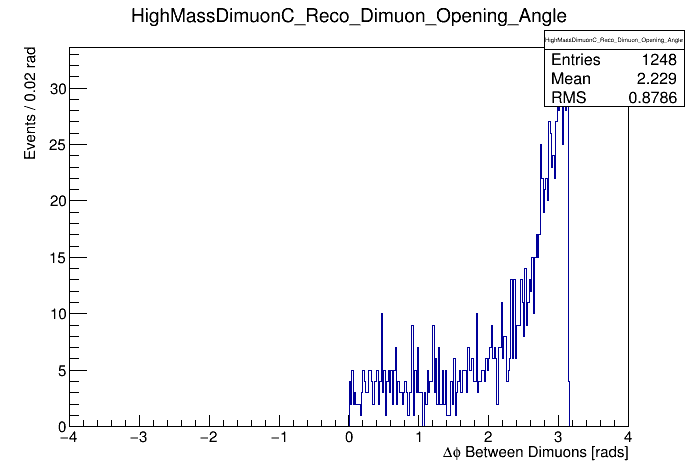 HighMassDimuonC_Reco_Dimuon_Opening_Angle
HighMassDimuonC_Reco_Dimuon_Opening_Angle
Entries 1248
Mean 2.229
RMS 0.8786
Events / 0.02 rad
30
25
20
15
10
5
0
−4 −3 −2 −1 0 1 2 3 4
Δϕ Between Dimuons [rads]